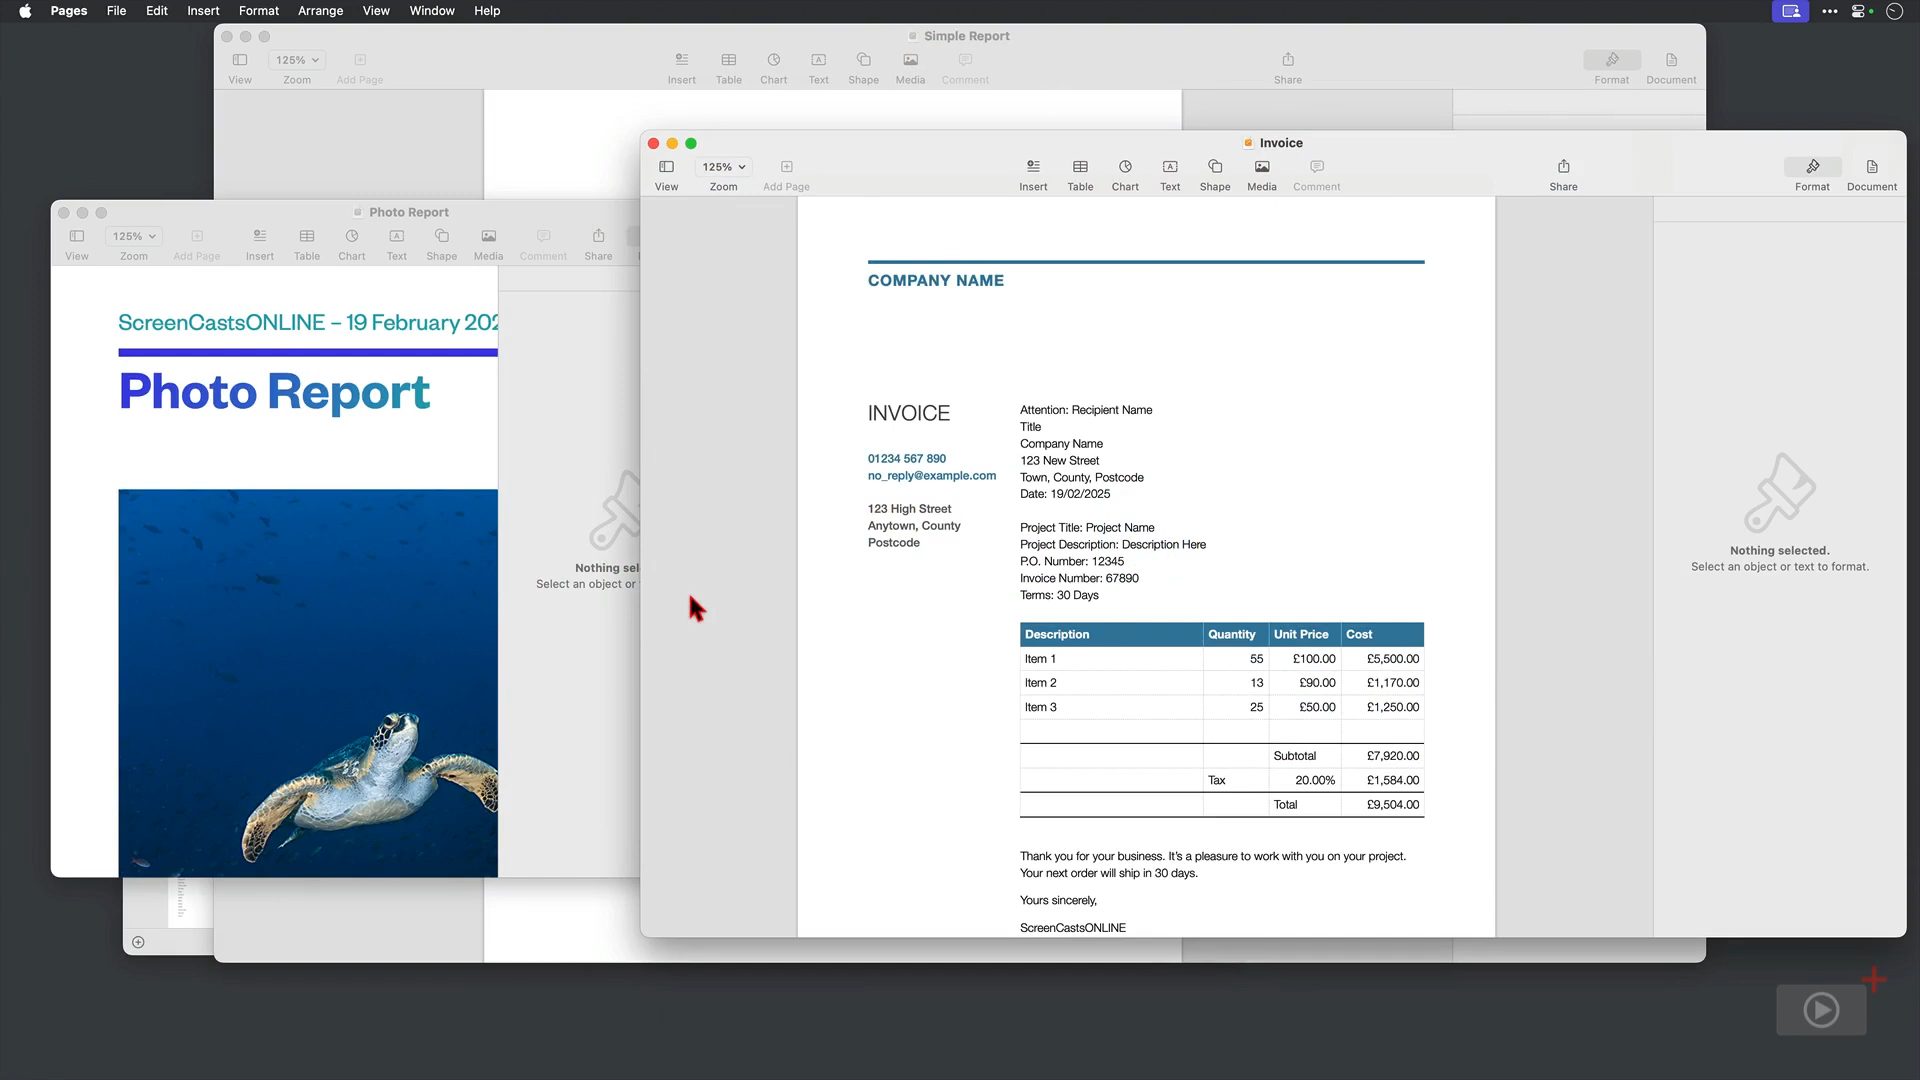 Pages File Edit Insert Format Arrange View Window Help
Simple Report
125%
View Zoom Add Page Insert Table Chart Text Shape Media Comment Share Format Document
Invoice
125%
View Zoom Add Page Insert Table Chart Text Shape Media Comment Share Format Document
Photo Report
125%
View Zoom Add Page Insert Table Chart Text Shape Media Comment Share
ScreenCastsONLINE – 19 February 202
Photo Report
Nothing sel
Select an object or
COMPANY NAME
INVOICE
01234 567 890
no_reply@example.com
123 High Street
Anytown, County
Postcode
Attention: Recipient Name
Title
Company Name
123 New Street
Town, County, Postcode
Date: 19/02/2025
Project Title: Project Name
Project Description: Description Here
P.O. Number: 12345
Invoice Number: 67890
Terms: 30 Days
Description Quantity Unit Price Cost
Item 1 55 £100.00 £5,500.00
Item 2 13 £90.00 £1,170.00
Item 3 25 £50.00 £1,250.00
Subtotal £7,920.00
Tax 20.00% £1,584.00
Total £9,504.00
Thank you for your business. It's a pleasure to work with you on your project.
Your next order will ship in 30 days.
Yours sincerely,
ScreenCastsONLINE
Nothing selected.
Select an object or text to format.